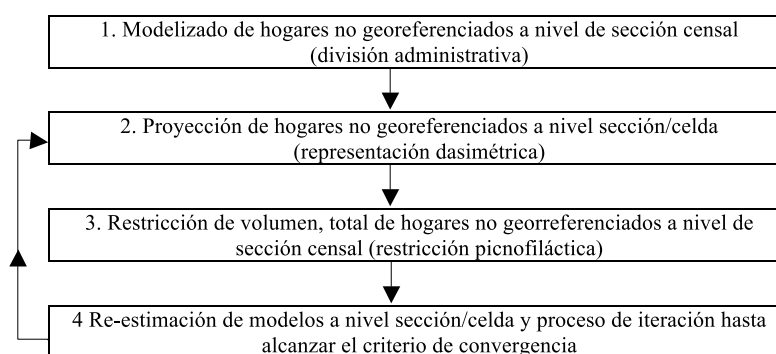 1. Modelizado de hogares no georeferenciados a nivel de sección censal
(división administrativa)
2. Proyección de hogares no georeferenciados a nivel sección/celda
(representación dasimétrica)
3. Restricción de volumen, total de hogares no georreferenciados a nivel de
sección censal (restricción picnofiláctica)
4 Re-estimación de modelos a nivel sección/celda y proceso de iteración hasta
alcanzar el criterio de convergencia